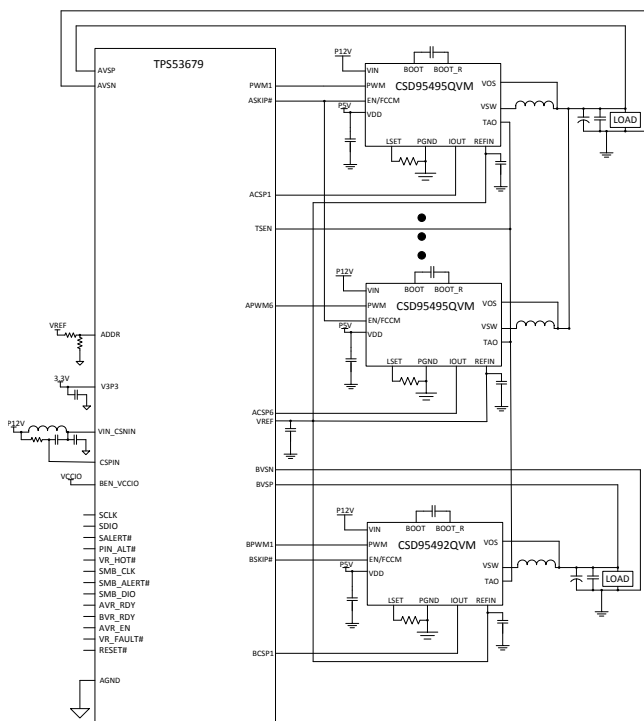 TPS53679
AVSP
AVSN
PWM1
ASKIP#
ACSP1
TSEN
APWM6
ACSP6
VREF
BVSN
BVSP
BPWM1
BSKIP#
BCSP1
VREF
ADDR
3.3V
V3P3
P12V
VIN_CSNIN
CSPIN
VCCIO
BEN_VCCIO
SCLK
SDIO
SALERT#
PIN_ALT#
VR_HOT#
SMB_CLK
SMB_ALERT#
SMB_DIO
AVR_RDY
BVR_RDY
AVR_EN
VR_FAULT#
RESET#
AGND
P12V
P5V
VIN
BOOT BOOT_R
PWM
CSD95495QVM
EN/FCCM
VDD
VOS
VSW
TAO
LSET PGND IOUT REFIN
LOAD
P12V
P5V
VIN
BOOT BOOT_R
PWM
CSD95495QVM
EN/FCCM
VDD
VOS
VSW
TAO
LSET PGND IOUT REFIN
P12V
P5V
VIN
BOOT BOOT_R
PWM
CSD95492QVM
EN/FCCM
VDD
VOS
VSW
TAO
LSET PGND IOUT REFIN
LOAD